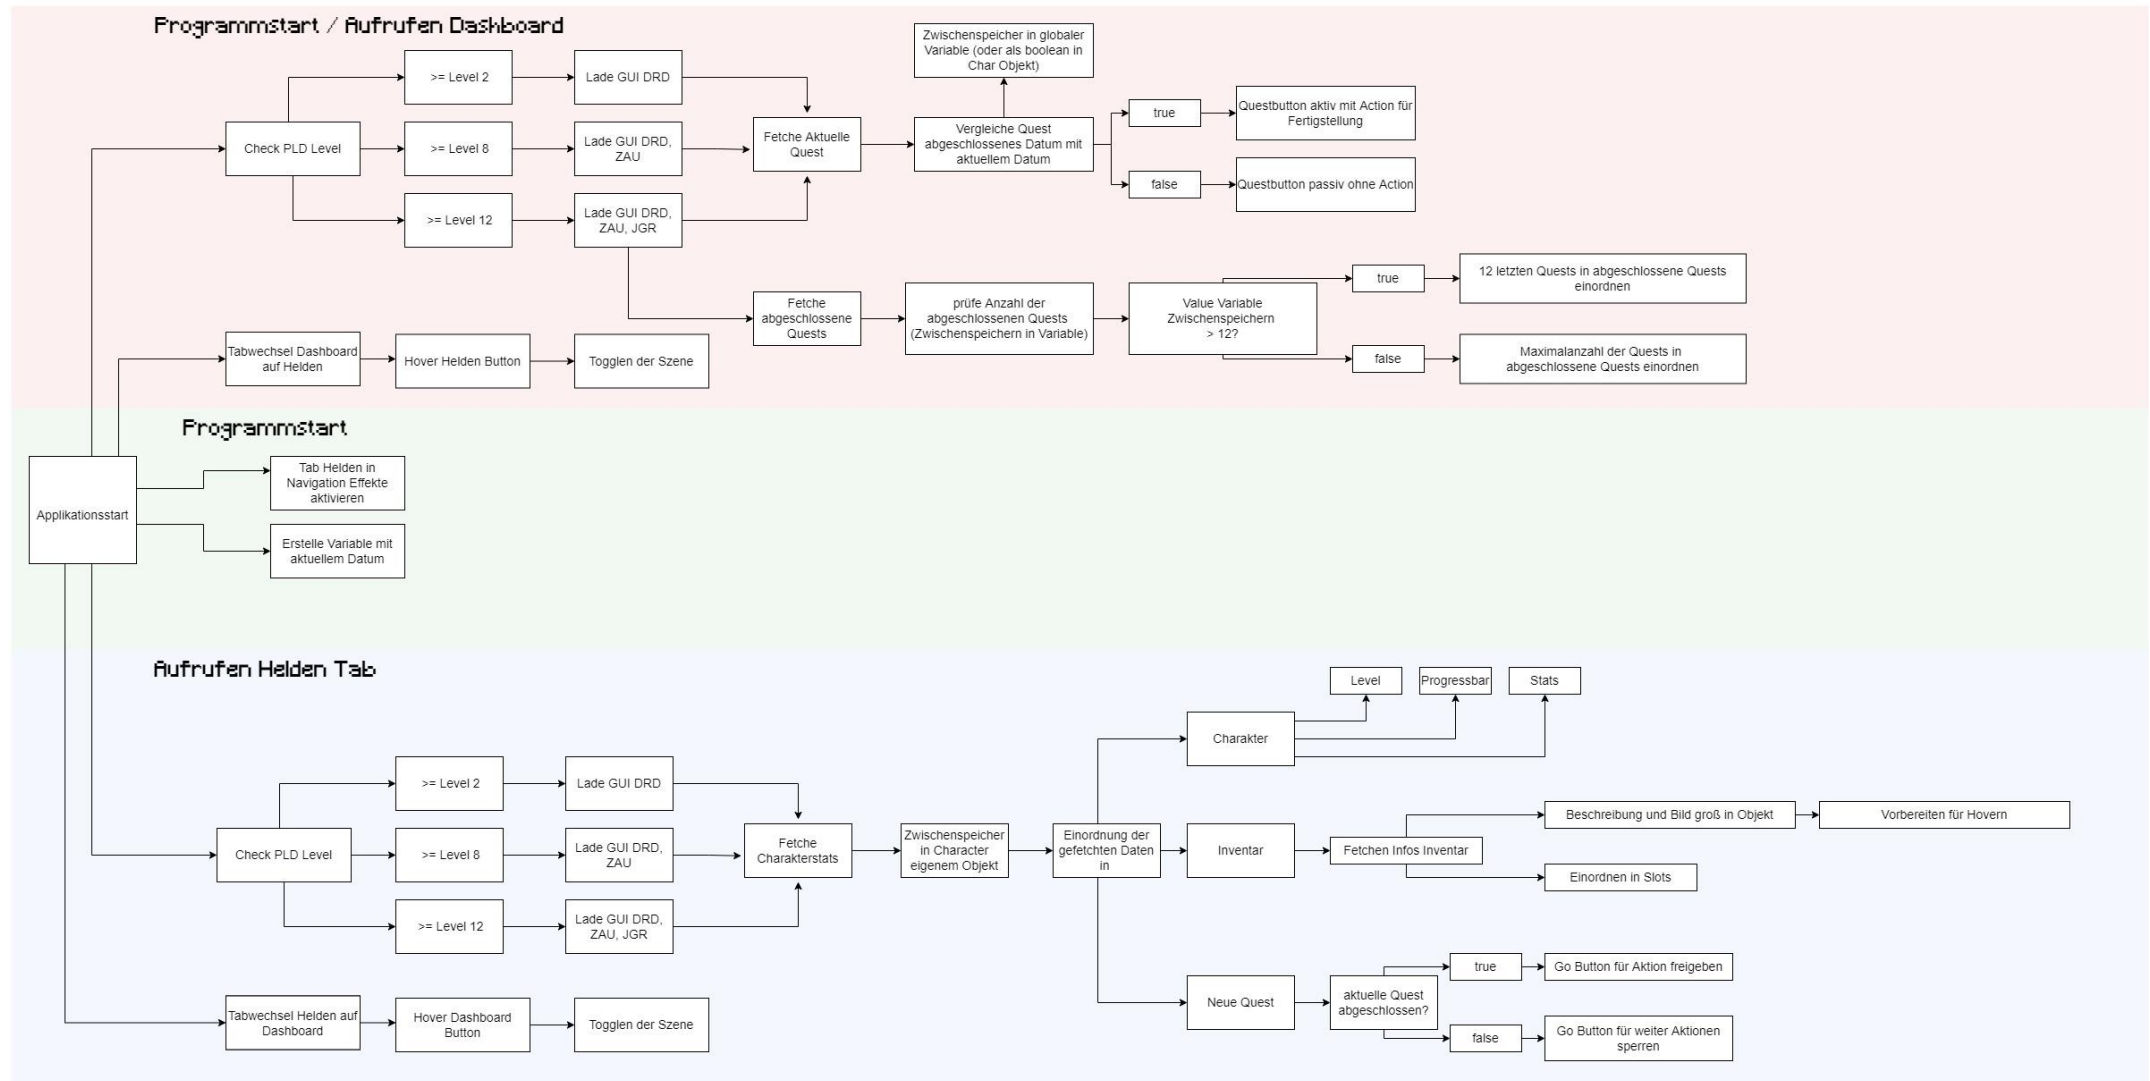 Programmstart / Aufrufen Dashboard
Zwischenspeicher in globaler
Variable (oder als boolean in
Char Objekt)
>= Level 2
Lade GUI DRD
Questbutton aktiv mit Action für
Fertigstellung
true
Check PLD Level
>= Level 8
Lade GUI DRD,
ZAU
Fetche Aktuelle
Quest
Vergleiche Quest
abgeschlossenes Datum mit
aktuellem Datum
false
Questbutton passiv ohne Action
>= Level 12
Lade GUI DRD,
ZAU, JGR
Fetche
abgeschlossene
Quests
prüfe Anzahl der
abgeschlossenen Quests
(Zwischenspeichern in Variable)
Value Variable
Zwischenspeichern
> 12?
true
12 letzten Quests in abgeschlossene Quests
einordnen
false
Maximalanzahl der Quests in
abgeschlossene Quests einordnen
Tabwechsel Dashboard
auf Helden
Hover Helden Button
Togglen der Szene
Programmstart
Applikationsstart
Tab Helden in
Navigation Effekte
aktivieren
Erstelle Variable mit
aktuellem Datum
Aufrufen Helden Tab
Level
Progressbar
Stats
Charakter
>= Level 2
Lade GUI DRD
Check PLD Level
>= Level 8
Lade GUI DRD,
ZAU
Fetche
Charakterstats
Zwischenspeicher
in Character
eigenem Objekt
Einordnung der
gefetchten Daten
in
Inventar
Fetchen Infos Inventar
Beschreibung und Bild groß in Objekt
Vorbereiten für Hovern
Einordnen in Slots
>= Level 12
Lade GUI DRD,
ZAU, JGR
Neue Quest
aktuelle Quest
abgeschlossen?
true
Go Button für Aktion freigeben
false
Go Button für weiter Aktionen
sperren
Tabwechsel Helden auf
Dashboard
Hover Dashboard
Button
Togglen der Szene